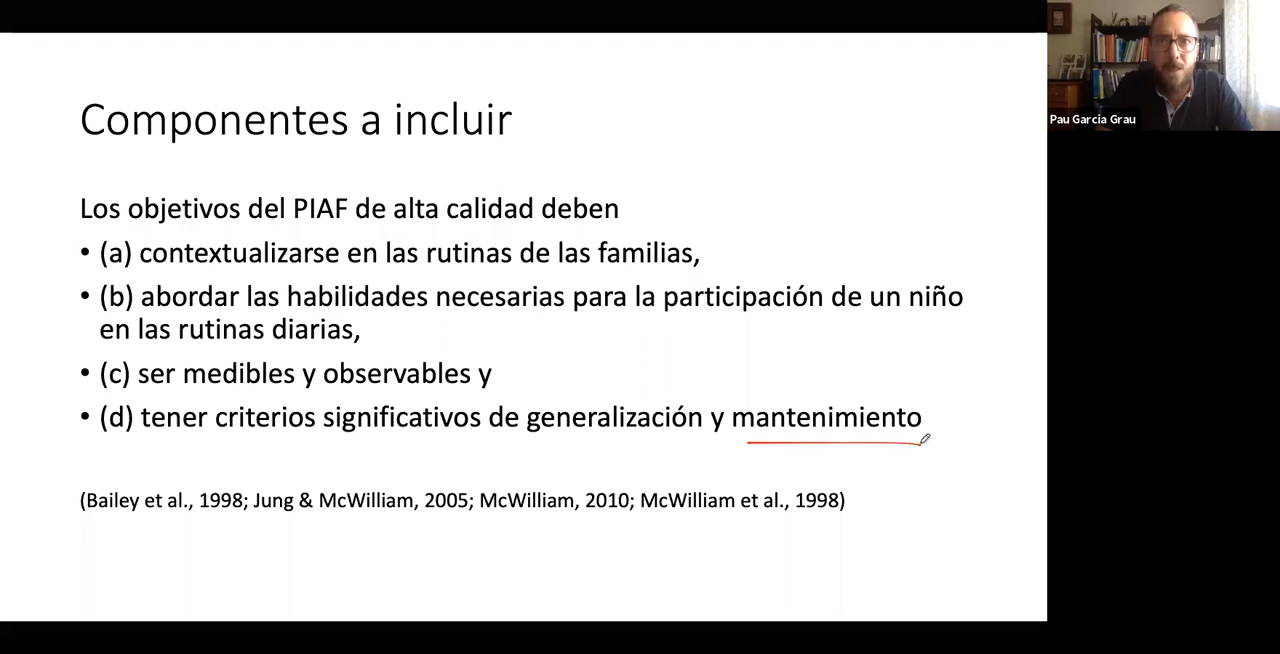 Componentes a incluir
Los objetivos del PIAF de alta calidad deben
• (a) contextualizarse en las rutinas de las familias,
• (b) abordar las habilidades necesarias para la participación de un niño
en las rutinas diarias,
• (c) ser medibles y observables y
• (d) tener criterios significativos de generalización y mantenimiento
(Bailey et al., 1998; Jung & McWilliam, 2005; McWilliam, 2010; McWilliam et al., 1998)
Pau García Grau